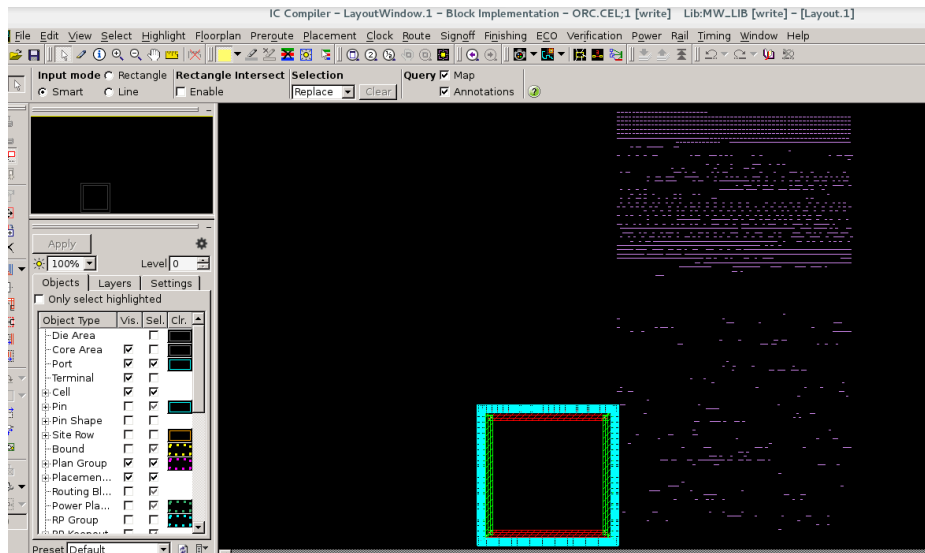 IC Compiler – LayoutWindow.1 – Block Implementation – ORC.CEL;1 [write]    Lib:MW_LIB [write] – [Layout.1]
File Edit View Select Highlight Floorplan Preroute Placement Clock Route Signoff Finishing ECO Verification Power Rail Timing Window Help
Input mode Rectangle Rectangle Intersect Selection Query Map
Smart Line Enable Replace Clear Annotations
Apply
100% Level 0
Objects Layers Settings
Only select highlighted
Object Type Vis. Sel. Clr.
Die Area
Core Area
Port
Terminal
Cell
Pin
Pin Shape
Site Row
Bound
Plan Group
Placemen...
Routing Bl...
Power Pla...
RP Group
RP Keepout
Preset Default